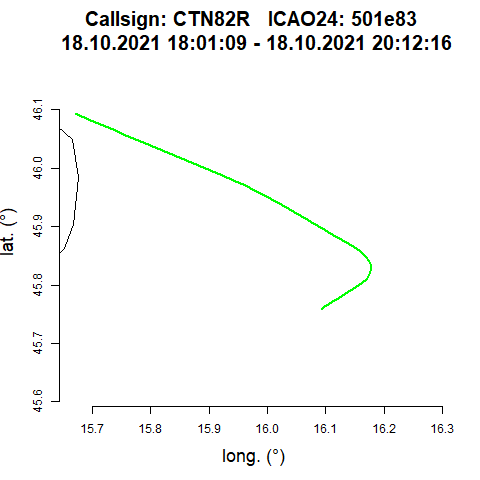 Callsign: CTN82R ICAO24: 501e83
18.10.2021 18:01:09 - 18.10.2021 20:12:16
46.1
46.0
45.9
45.8
45.7
45.6
lat. (°)
15.7 15.8 15.9 16.0 16.1 16.2 16.3
long. (°)